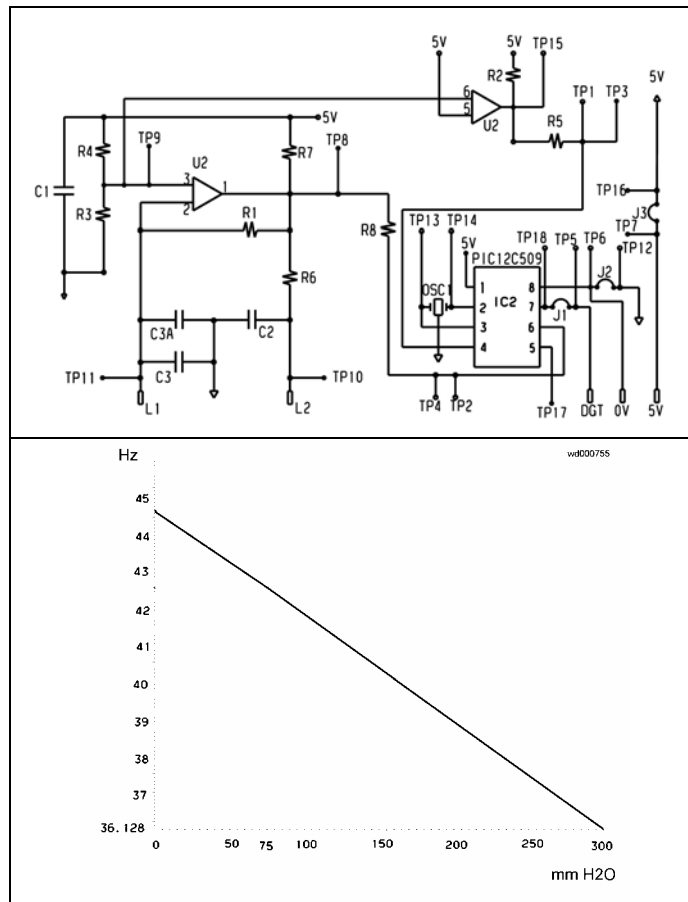 5V 5V TP15
R2
6
5
U2
TP1 TP3
5V
R5
5V
R4
TP9
U2
R7
TP8
3
2
1
C1
R3
R1
R8
R6
TP16
J3
TP7
TP13 TP14
5V
PIC12C509
TP18 TP5 TP6
TP12
OSC1
1
2
3
4
IC2
8
7
6
5
J2
J1
C3A
C2
C3
TP11
TP10
L1
L2
TP4 TP2
TP17
DGT 0V 5V
Hz
wd000755
45
44
43
42
41
40
39
38
37
36.128
0 50 75 100 150 200 250 300
mm H2O